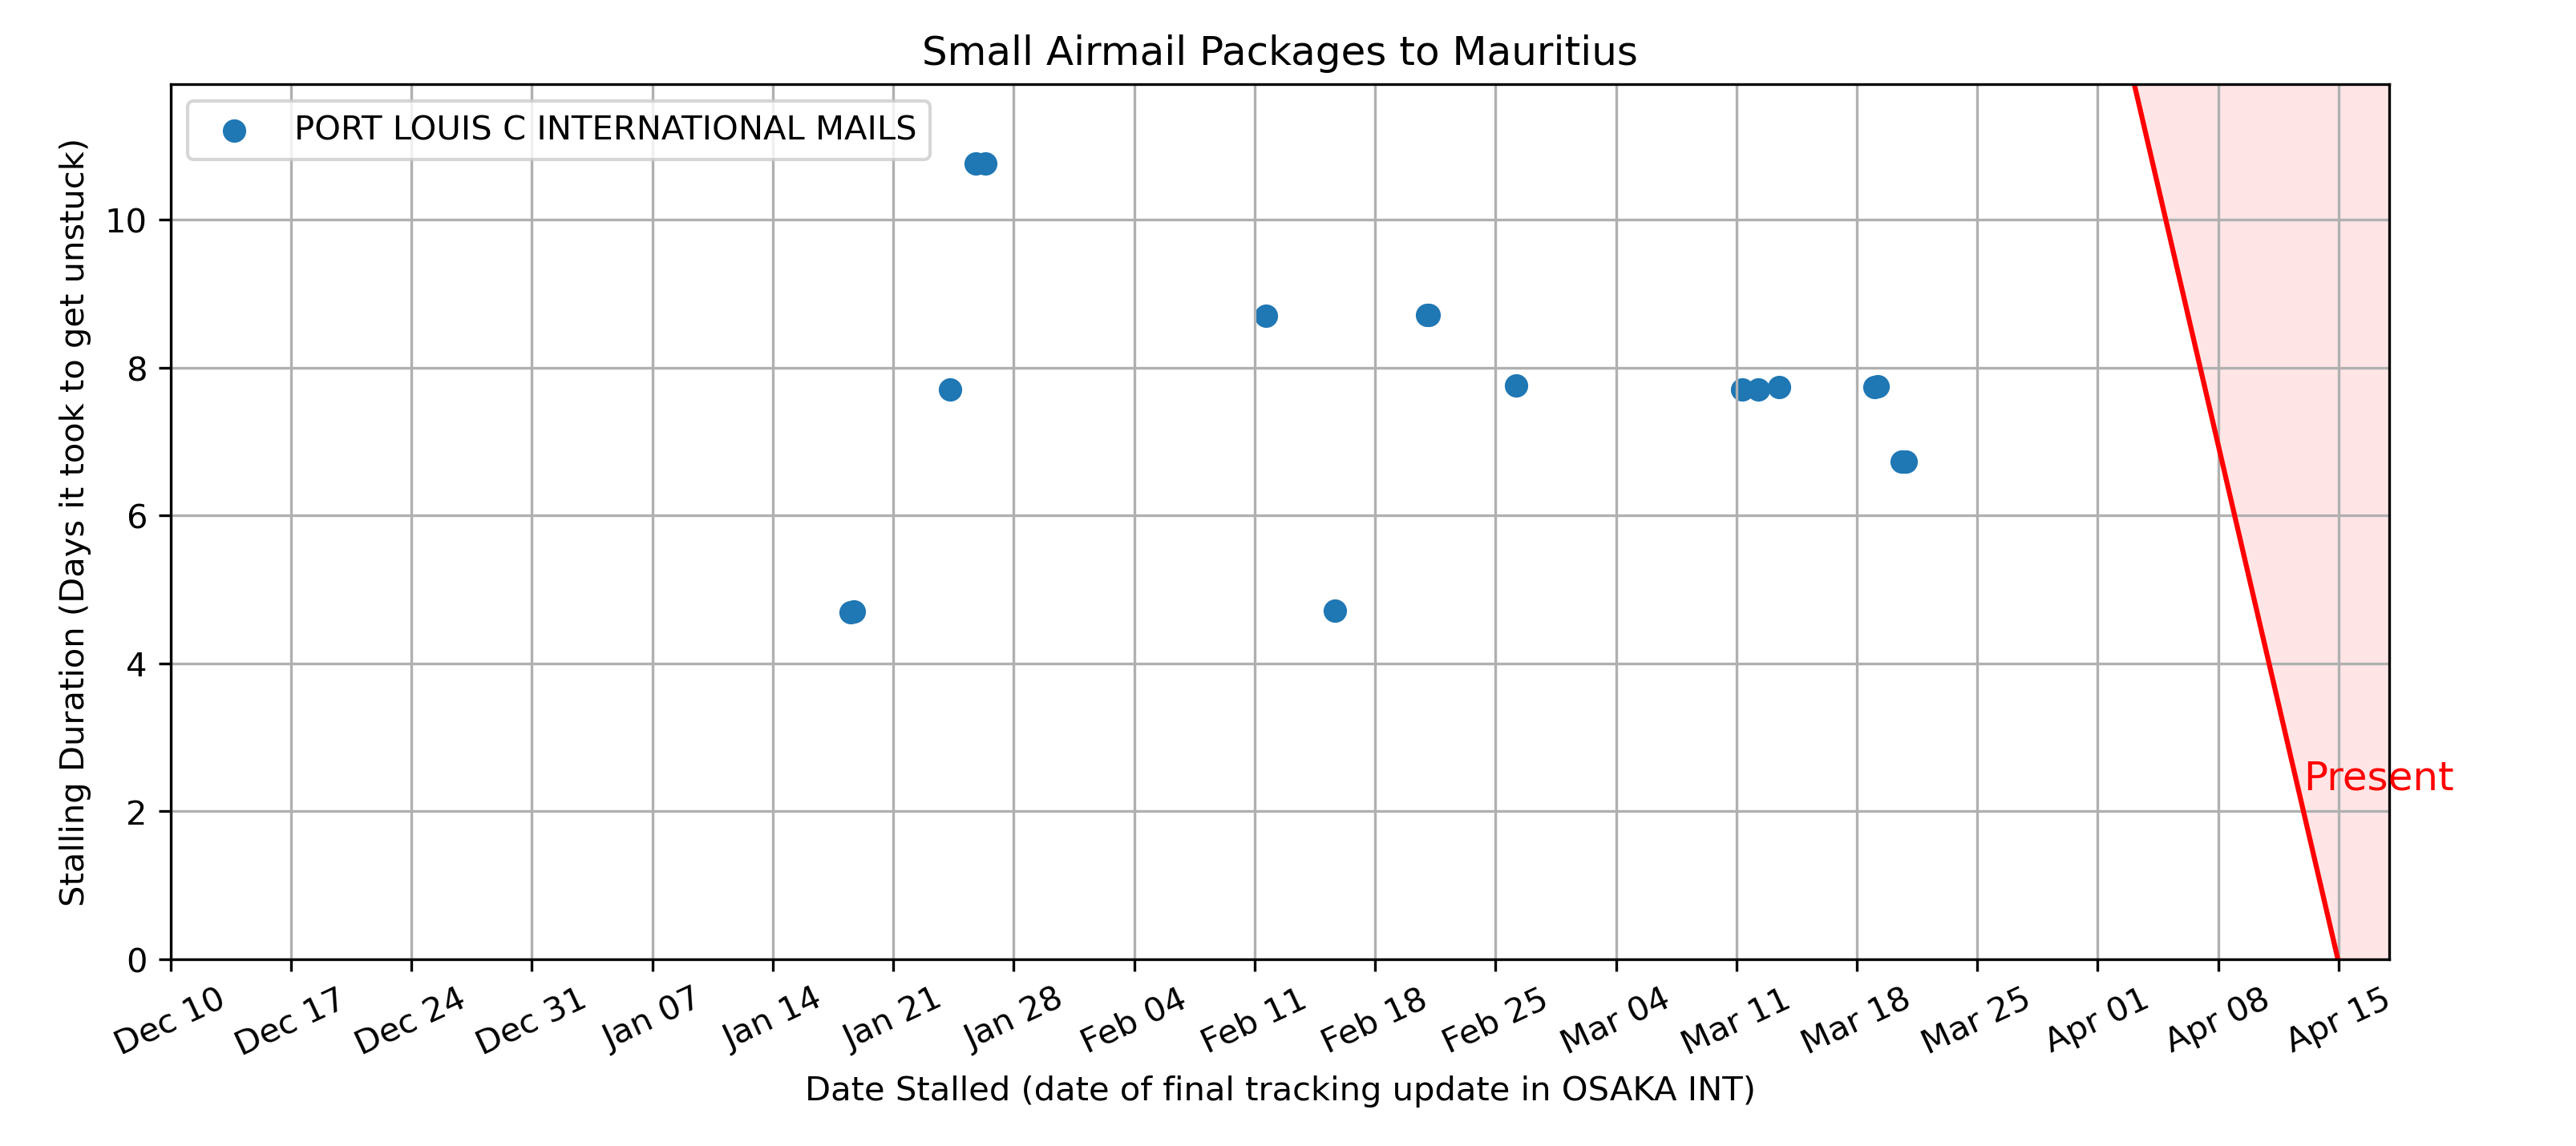 Small Airmail Packages to Mauritius
PORT LOUIS C INTERNATIONAL MAILS
Stalling Duration (Days it took to get unstuck)
10
8
6
4
2
0
Present
Dec 10
Dec 17
Dec 24
Dec 31
Jan 07
Jan 14
Jan 21
Jan 28
Feb 04
Feb 11
Feb 18
Feb 25
Mar 04
Mar 11
Mar 18
Mar 25
Apr 01
Apr 08
Apr 15
Date Stalled (date of final tracking update in OSAKA INT)